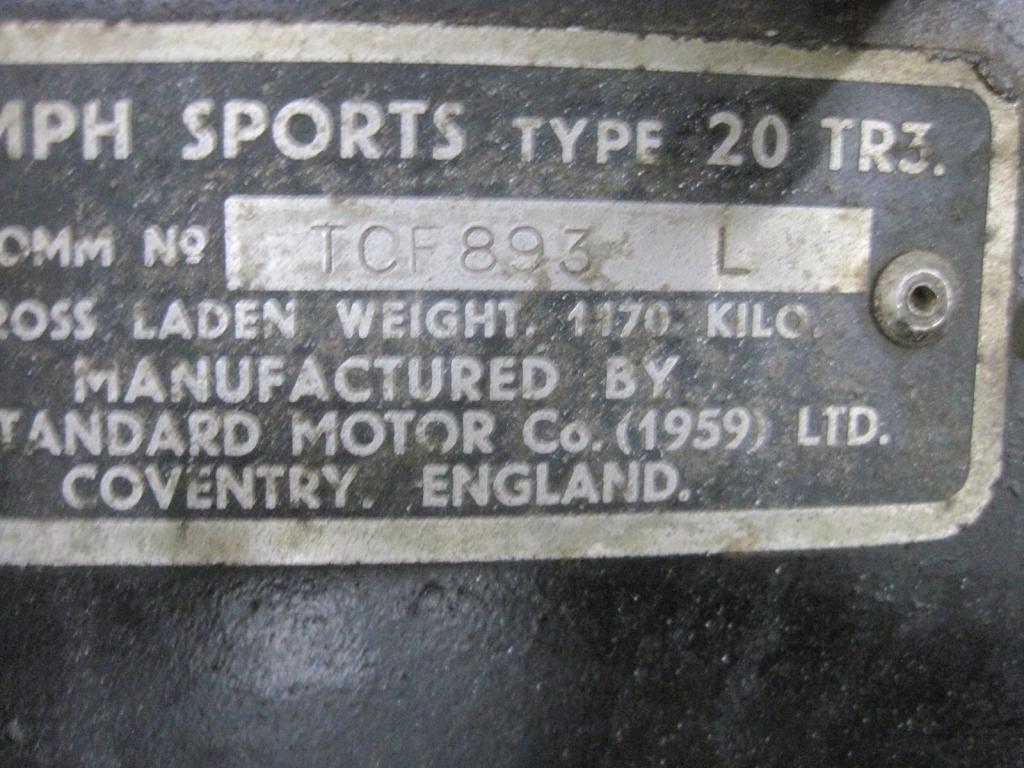 MPH SPORTS TYPE 20 TR3.
OMM Nº TCF893 L
ROSS LADEN WEIGHT. 1170 KILO.
MANUFACTURED BY
TANDARD MOTOR Co. (1959) LTD.
COVENTRY. ENGLAND.